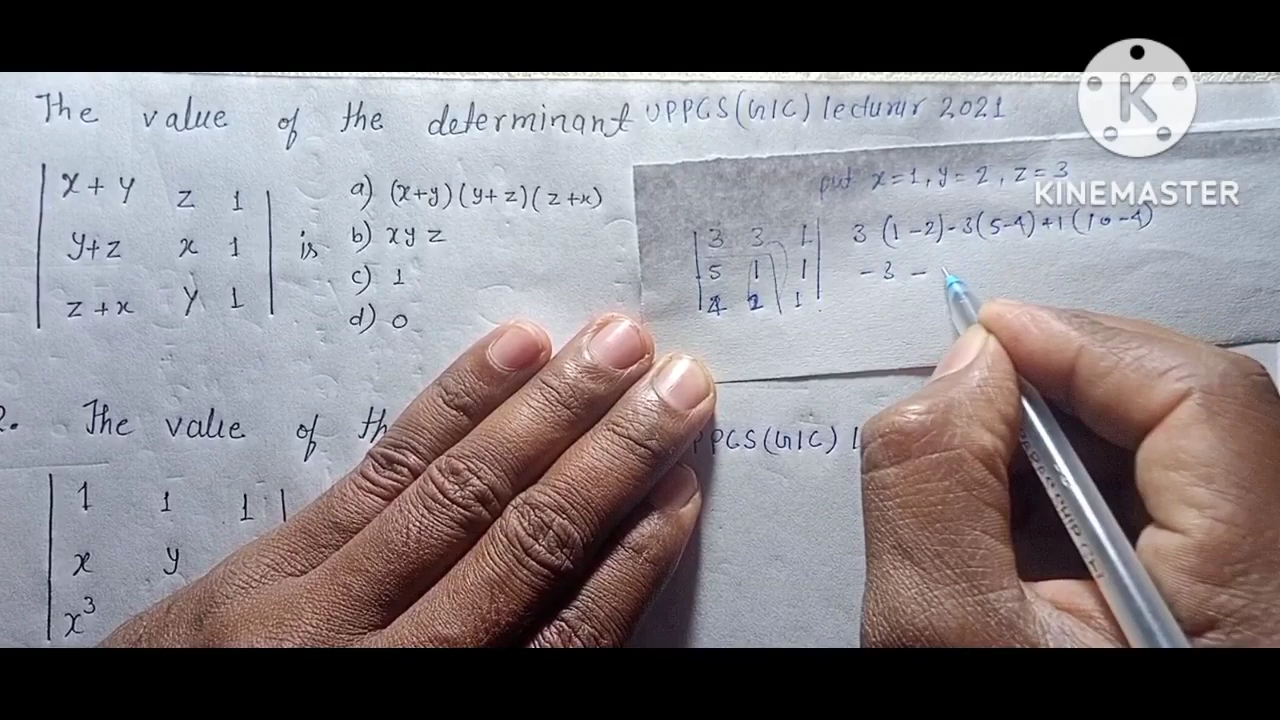 The value of the determinant UPPCS(GIC) lecturer 2021
K
KINEMASTER
x+y z 1
y+z x 1
z+x y 1
is
a) (x+y)(y+z)(z+x)
b) xyz
c) 1
d) 0
put x=1, y=2, z=3
3 3 1
5 1 1
4 2 1
3 (1-2)-3(5-4)+1(10-4)
-3 -
2. The value of th
PPCS(GIC) l
1 1 1
x y
x³